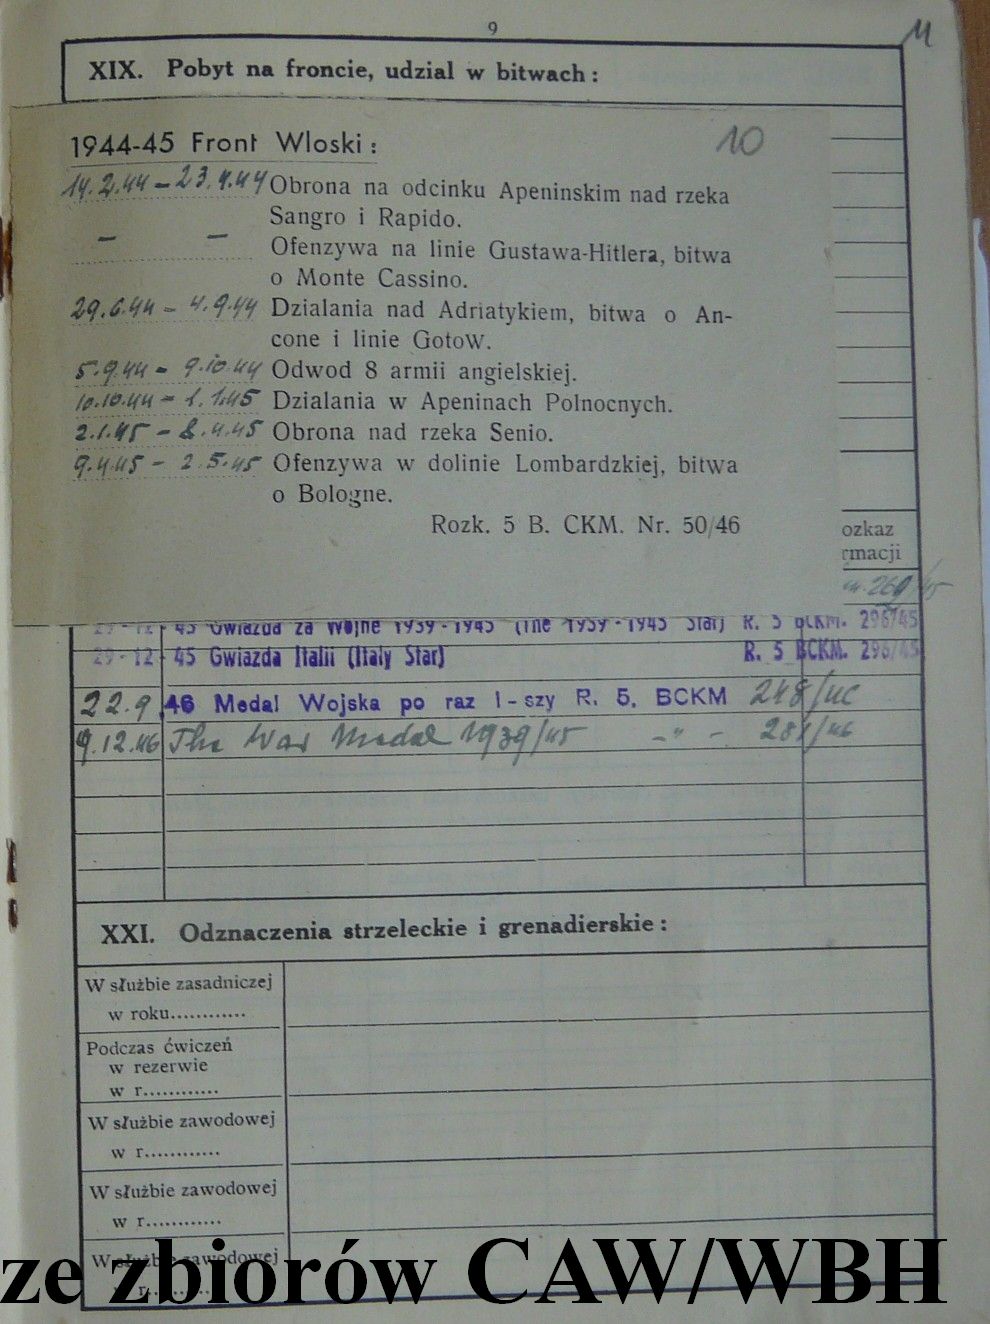 9
11
XIX. Pobyt na froncie, udzial w bitwach:
1944-45 Front Wloski: 10
14.2.44 – 23.4.44 Obrona na odcinku Apeninskim nad rzeka
Sangro i Rapido.
– – Ofenzywa na linie Gustawa-Hitlera, bitwa
o Monte Cassino.
29.6.44 – 4.9.44 Dzialania nad Adriatykiem, bitwa o An-
cone i linie GotoW.
5.9.44 – 9.10.44 Odwod 8 armii angielskiej.
10.10.44 – 1.1.45 Dzialania w Apeninach Polnocnych.
2.1.45 – 8.4.45 Obrona nad rzeka Senio.
9.4.45 – 2.5.45 Ofenzywa w dolinie Lombardzkiej, bitwa
o Bologne.
Rozk. 5 B. CKM. Nr. 50/46
ozkaz
rmacji
269/45
29-12 45 Gwiazda za Wojne 1939-1945 (The 1939-1945 Star) R. 5 BCKM. 296/45
29-12 45 Gwiazda Italii (Italy Star) R. 5 BCKM. 296/45
22.9 46 Medal Wojska po raz I-szy R. 5. BCKM 248/46
9.12.46 The War Medal 1939/45 –"– 281/46
XXI. Odznaczenia strzeleckie i grenadierskie:
W służbie zasadniczej
w roku............
Podczas ćwiczeń
w rezerwie
w r............
W służbie zawodowej
w r............
W służbie zawodowej
w r............
W służbie zawodowej
r............
ze zbiorów CAW/WBH